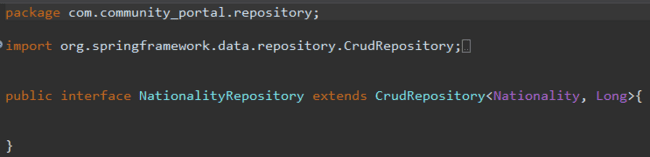 package com.community_portal.repository;
import org.springframework.data.repository.CrudRepository;
public interface NationalityRepository extends CrudRepository<Nationality, Long>{
}